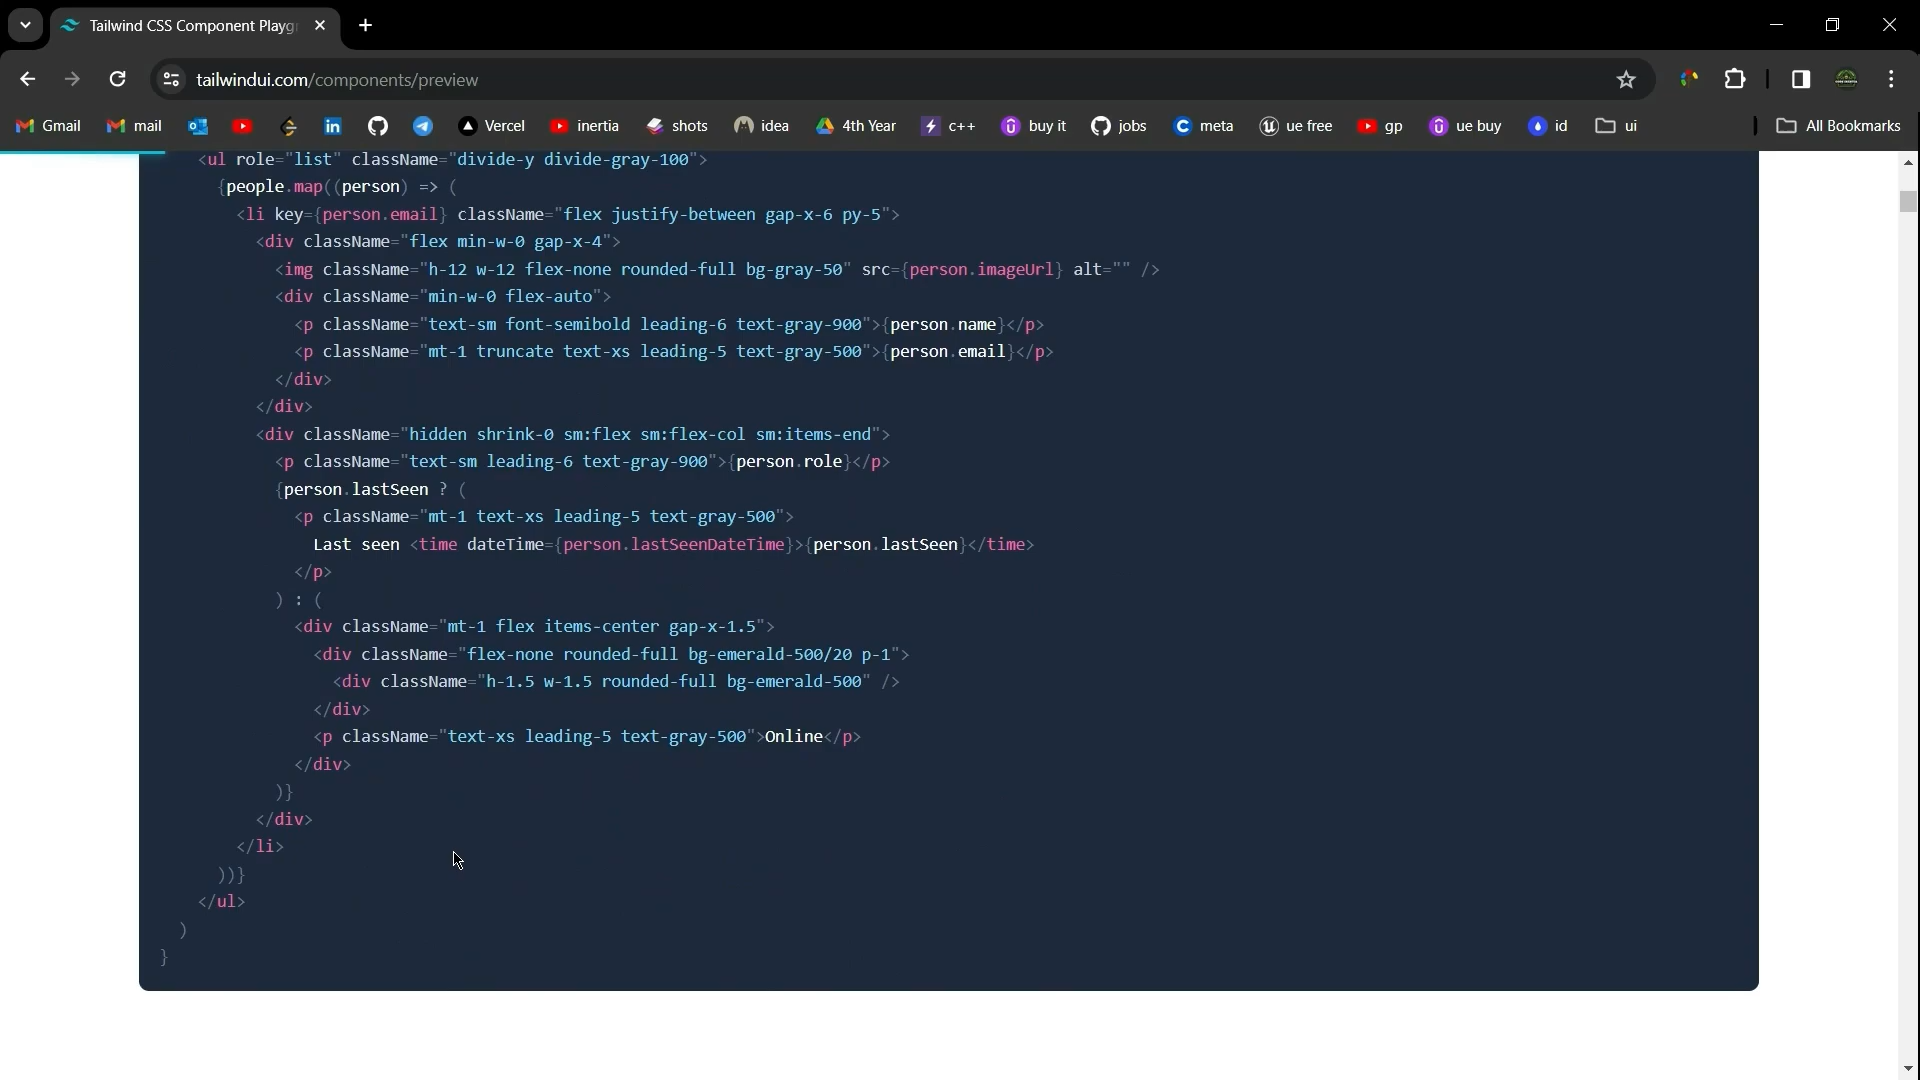 Tailwind CSS Component Playg
tailwindui.com/components/preview
Gmail mail Vercel inertia shots idea 4th Year c++ buy it jobs meta ue free gp ue buy id ui All Bookmarks
<ul role="list" className="divide-y divide-gray-100">
{people.map((person) => (
<li key={person.email} className="flex justify-between gap-x-6 py-5">
<div className="flex min-w-0 gap-x-4">
<img className="h-12 w-12 flex-none rounded-full bg-gray-50" src={person.imageUrl} alt="" />
<div className="min-w-0 flex-auto">
<p className="text-sm font-semibold leading-6 text-gray-900">{person.name}</p>
<p className="mt-1 truncate text-xs leading-5 text-gray-500">{person.email}</p>
</div>
</div>
<div className="hidden shrink-0 sm:flex sm:flex-col sm:items-end">
<p className="text-sm leading-6 text-gray-900">{person.role}</p>
{person.lastSeen ? (
<p className="mt-1 text-xs leading-5 text-gray-500">
Last seen <time dateTime={person.lastSeenDateTime}>{person.lastSeen}</time>
</p>
) : (
<div className="mt-1 flex items-center gap-x-1.5">
<div className="flex-none rounded-full bg-emerald-500/20 p-1">
<div className="h-1.5 w-1.5 rounded-full bg-emerald-500" />
</div>
<p className="text-xs leading-5 text-gray-500">Online</p>
</div>
)}
</div>
</li>
))}
</ul>
)
}